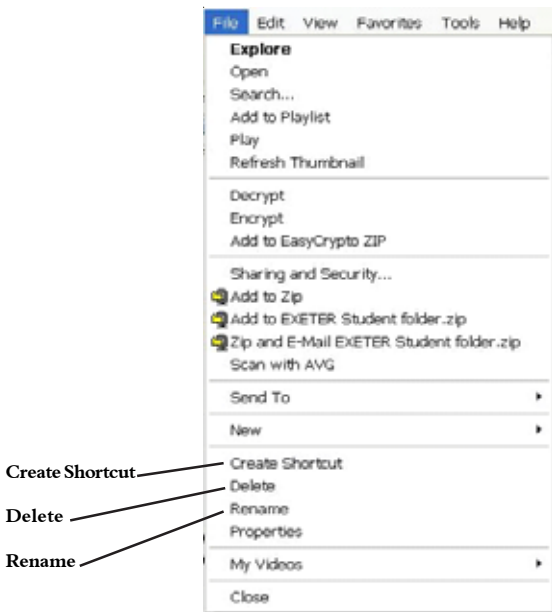 File Edit View Favorites Tools Help
Explore
Open
Search...
Add to Playlist
Play
Refresh Thumbnail
Decrypt
Encrypt
Add to EasyCrypto ZIP
Sharing and Security...
Add to Zip
Add to EXETER Student folder.zip
Zip and E-Mail EXETER Student folder.zip
Scan with AVG
Send To
New
Create Shortcut
Create Shortcut
Delete
Delete
Rename
Properties
Rename
My Videos
Close